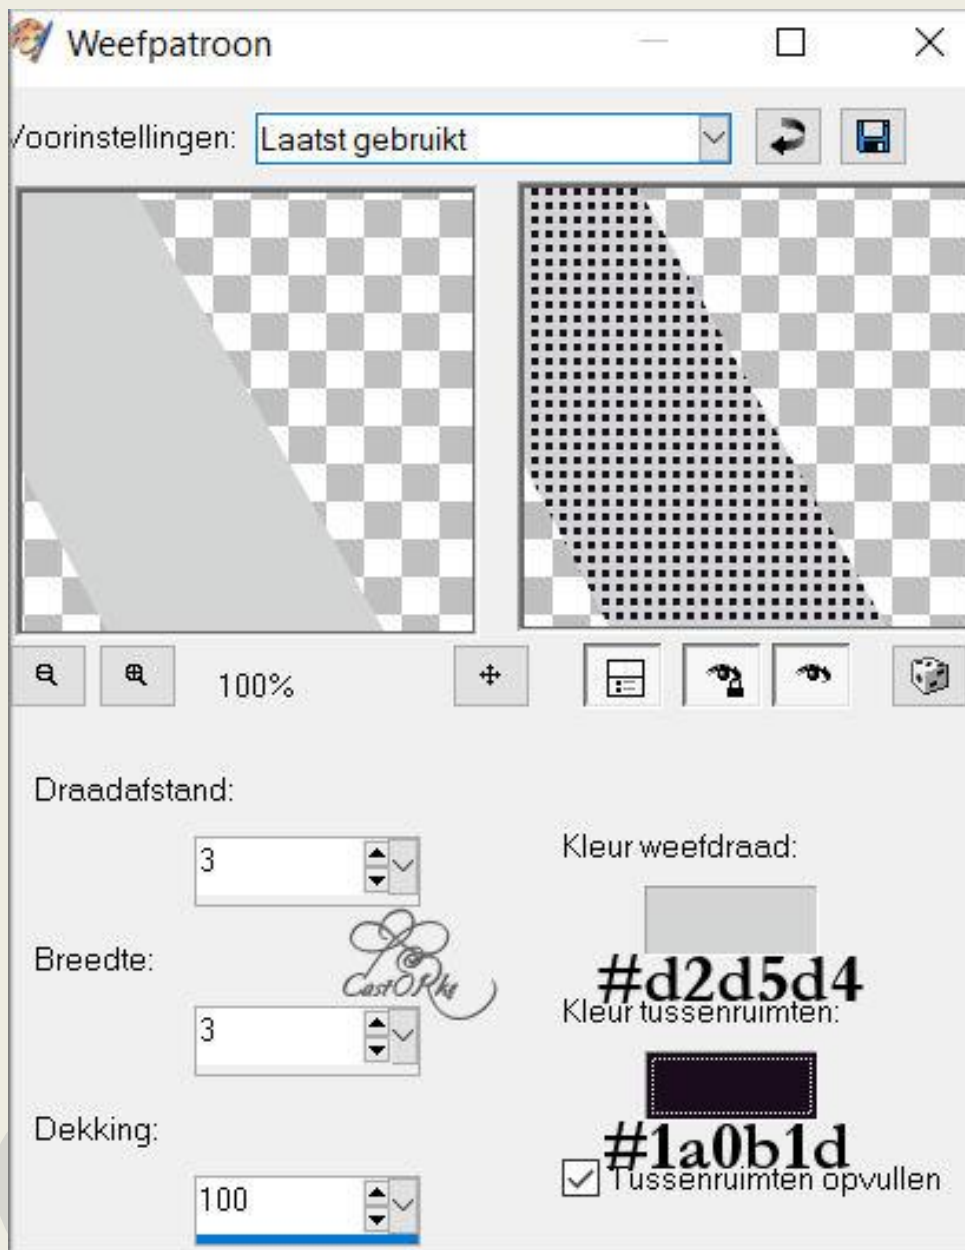 Weefpatroon
Voorinstellingen: Laatst gebruikt
100%
Draadafstand:
3
Kleur weefdraad:
#d2d5d4
Breedte:
3
CastORke
Kleur tussenruimten:
#1a0b1d
Dekking:
100
Tussenruimten opvullen